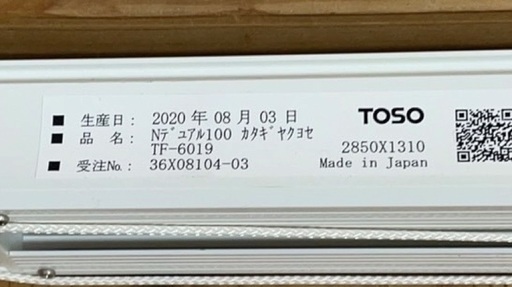 ■ 生産日: 2020 年 08 月 03 日 TOSO
■ 品 名: Nﾃﾞｭｱﾙ100 ｶﾀｷﾞﾔｸﾖｾ
TF-6019 2850X1310
■ 受注No.: 36X08104-03 Made in Japan